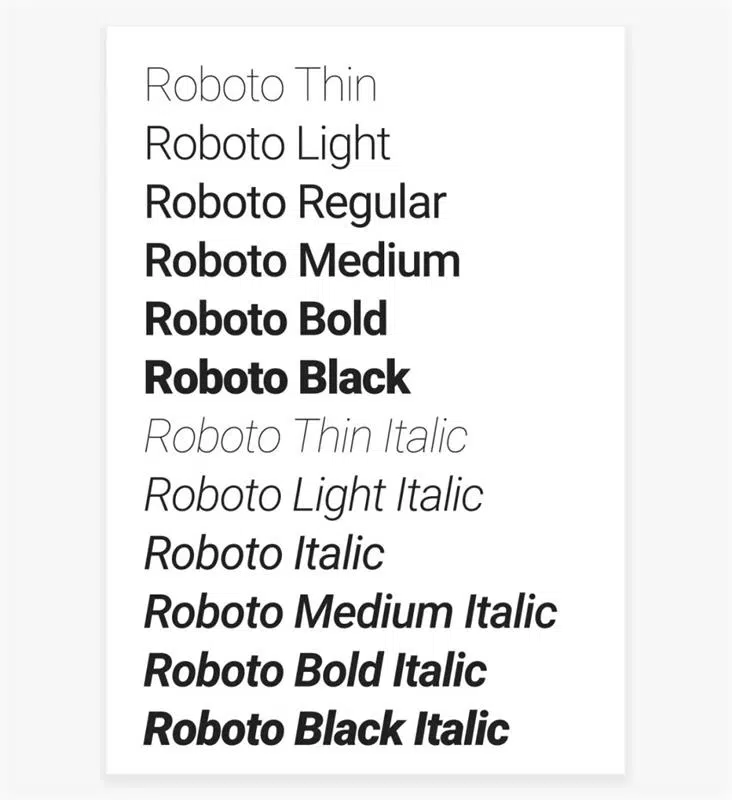 Roboto Thin
Roboto Light
Roboto Regular
Roboto Medium
Roboto Bold
Roboto Black
Roboto Thin Italic
Roboto Light Italic
Roboto Italic
Roboto Medium Italic
Roboto Bold Italic
Roboto Black Italic